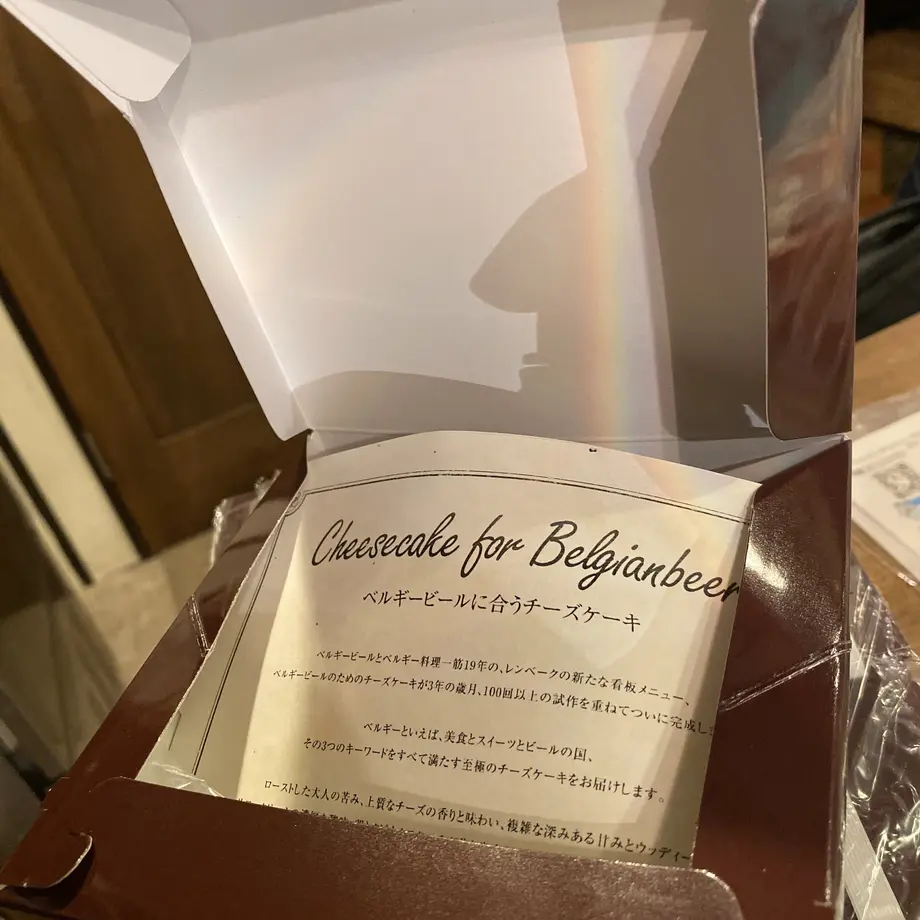 Cheesecake for Belgianbeer
ベルギービールに合うチーズケーキ
ベルギービールとベルギー料理一筋19年の、レンベークの新たな看板メニュー、
ベルギービールのためのチーズケーキが3年の歳月、100回以上の試作を重ねてついに完成し
ベルギーといえば、美食とスイーツとビールの国、
その3つのキーワードをすべて満たす至極のチーズケーキをお届けします。
ローストした大人の苦み、上質なチーズの香りと味わい、複雑な深みある甘みとウッディー